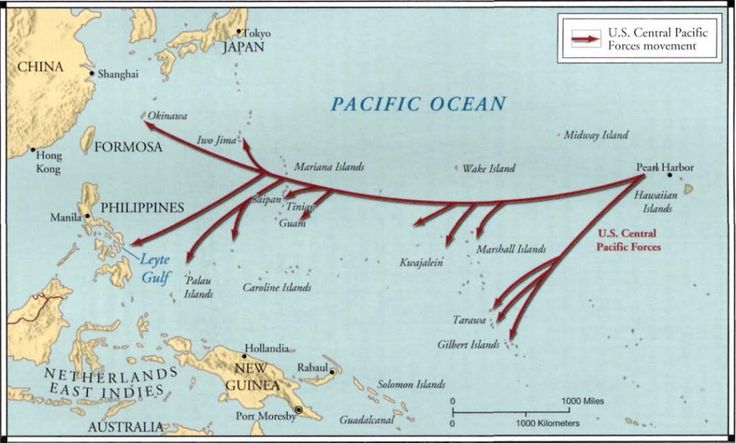 U.S. Central Pacific
Forces movement
Tokyo
JAPAN
CHINA
Shanghai
PACIFIC OCEAN
Okinawa
Iwo Jima
Midway Island
FORMOSA
Hong
Kong
Mariana Islands
Wake Island
Pearl Harbor
Hawaiian
Islands
Saipan
Tinian
Guam
PHILIPPINES
Manila
U.S. Central
Pacific Forces
Leyte
Gulf
Marshall Islands
Kwajalein
Palau
Islands
Caroline Islands
Tarawa
Gilbert Islands
Hollandia
NEW
GUINEA
Rabaul
NETHERLANDS
EAST INDIES
Solomon Islands
Port Moresby
Guadalcanal
AUSTRALIA
0 1000 Miles
0 1000 Kilometers